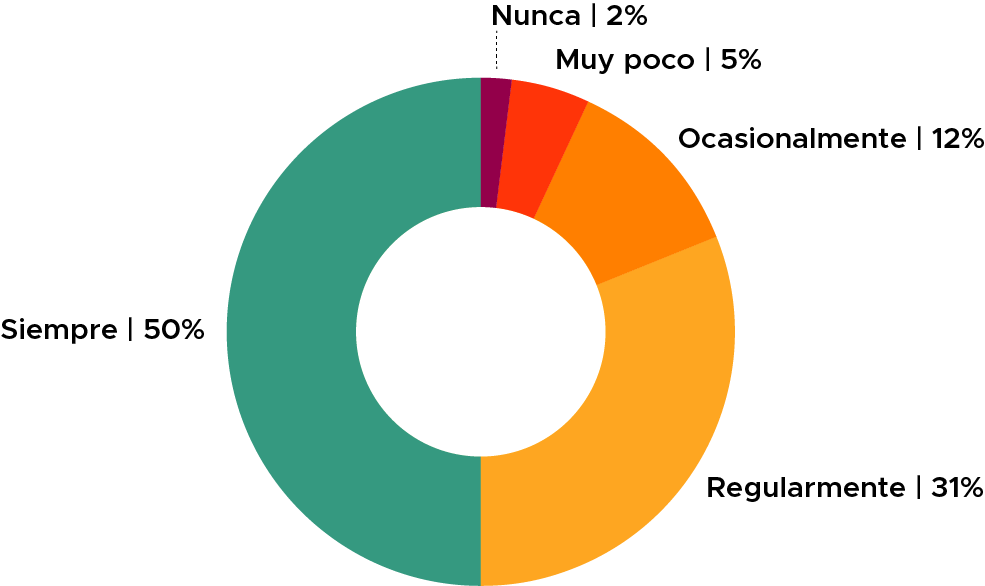 Nunca | 2%
Muy poco | 5%
Ocasionalmente | 12%
Siempre | 50%
Regularmente | 31%